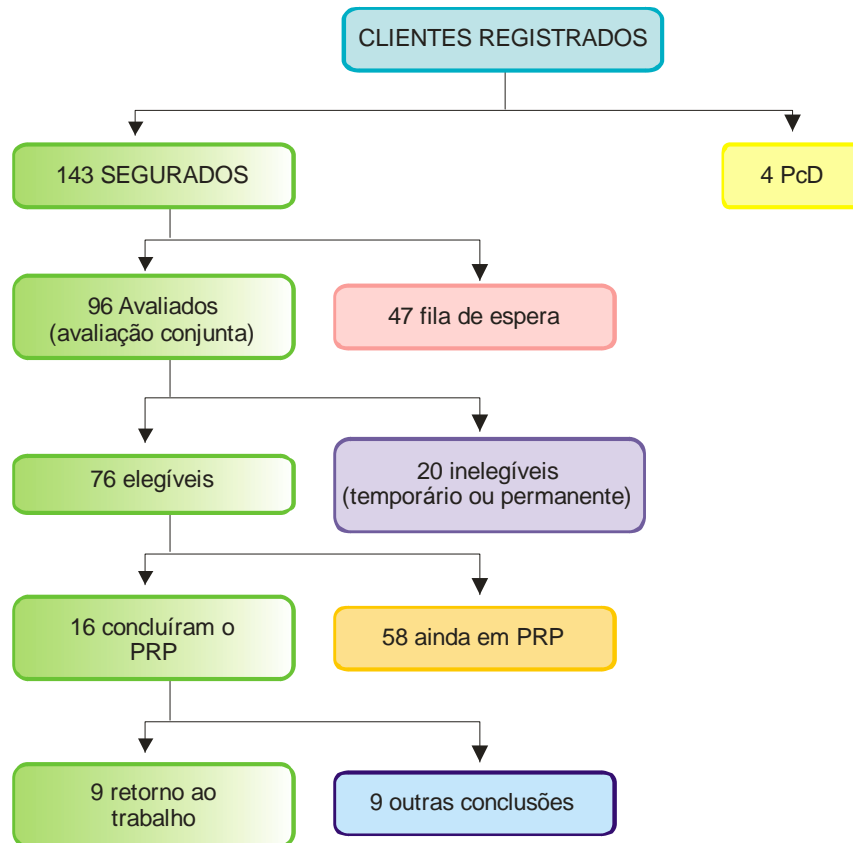 CLIENTES REGISTRADOS
143 SEGURADOS
4 PcD
96 Avaliados
(avaliação conjunta)
47 fila de espera
76 elegíveis
20 inelegíveis
(temporário ou permanente)
16 concluíram o
PRP
58 ainda em PRP
9 retorno ao
trabalho
9 outras conclusões